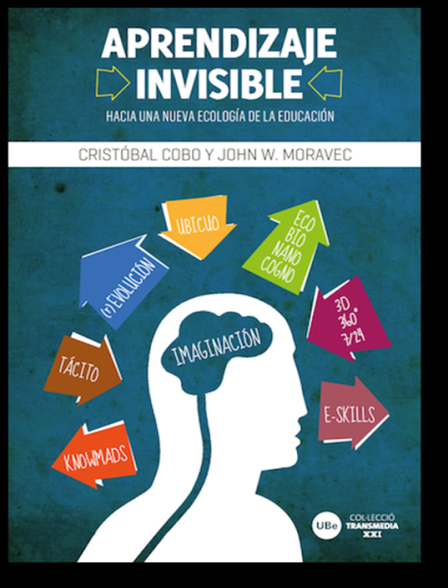 APRENDIZAJE
INVISIBLE
HACIA UNA NUEVA ECOLOGÍA DE LA EDUCACIÓN
CRISTÓBAL COBO Y JOHN W. MORAVEC
UBICUO
ECO
BIO
NANO
COGNO
(r)EVOLUCIÓN
3D
360°
7/24
IMAGINACIÓN
TÁCITO
E-SKILLS
KNOWMADS
UBe
COL·LECCIÓ
TRANSMEDIA
XXI